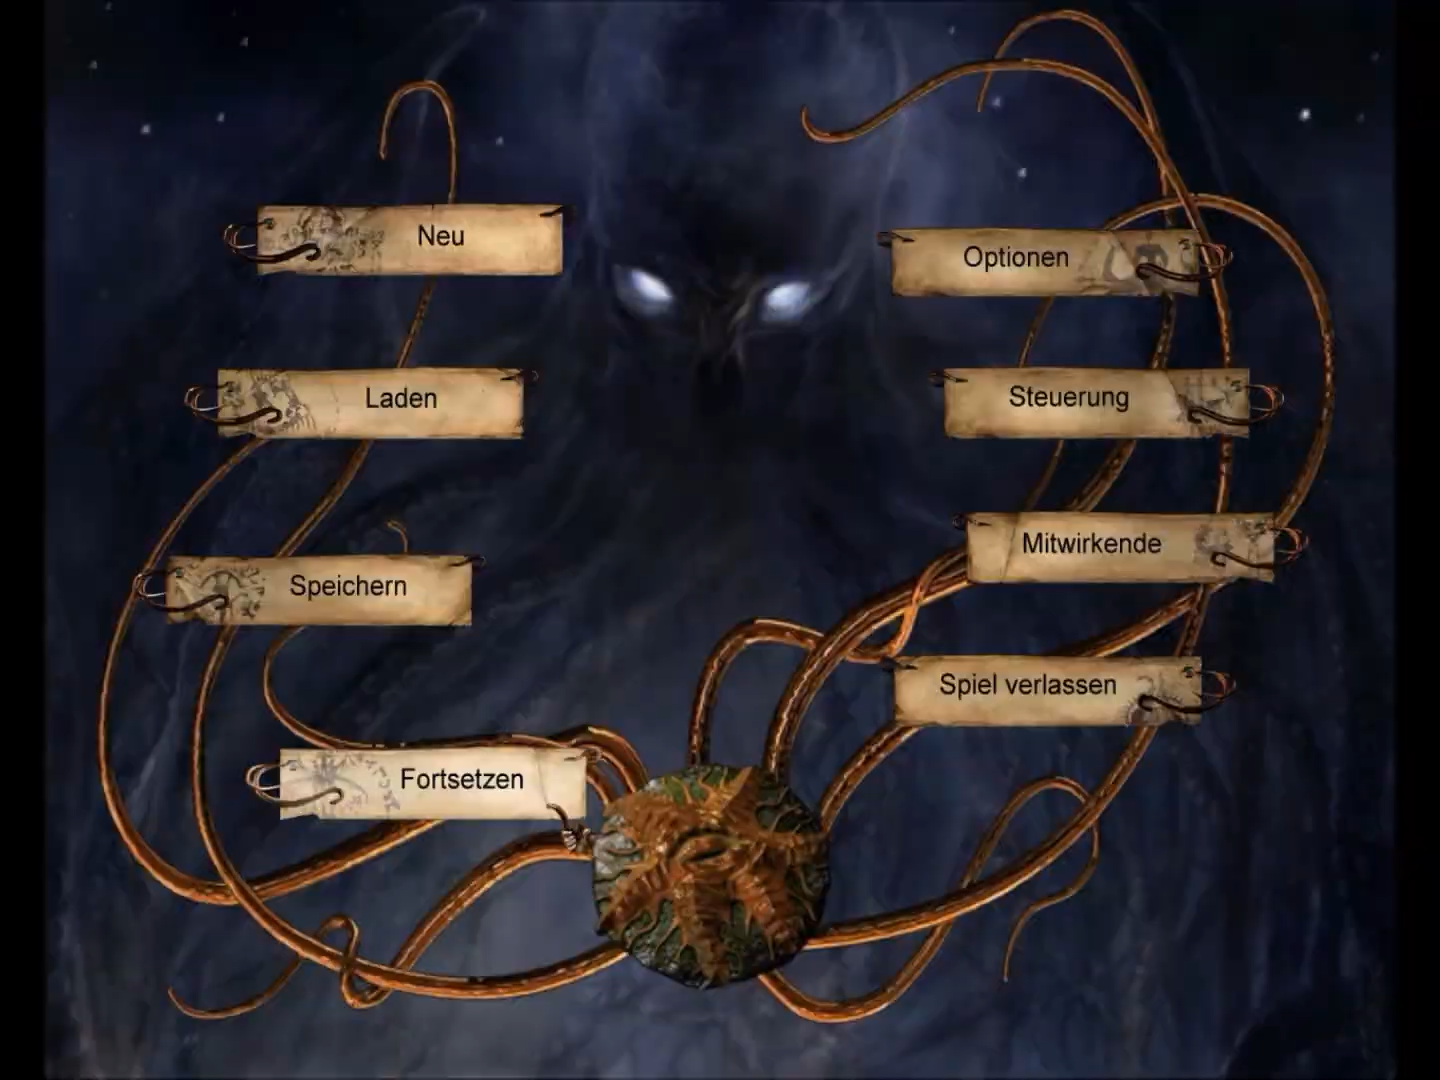 Neu
Laden
Speichern
Fortsetzen
Optionen
Steuerung
Mitwirkende
Spiel verlassen